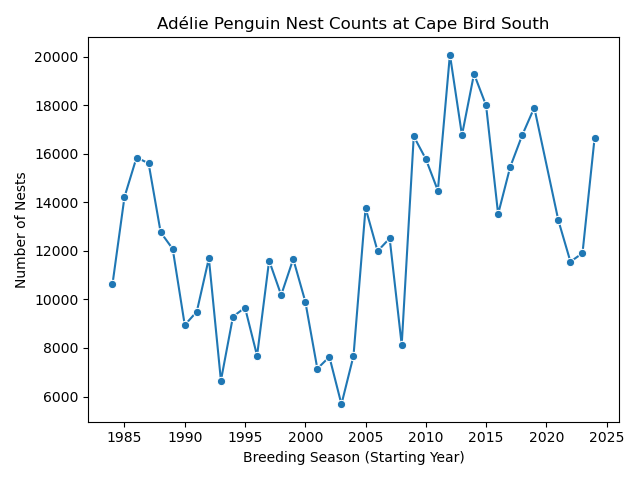 Adélie Penguin Nest Counts at Cape Bird South
Number of Nests
20000
18000
16000
14000
12000
10000
8000
6000
1985 1990 1995 2000 2005 2010 2015 2020 2025
Breeding Season (Starting Year)